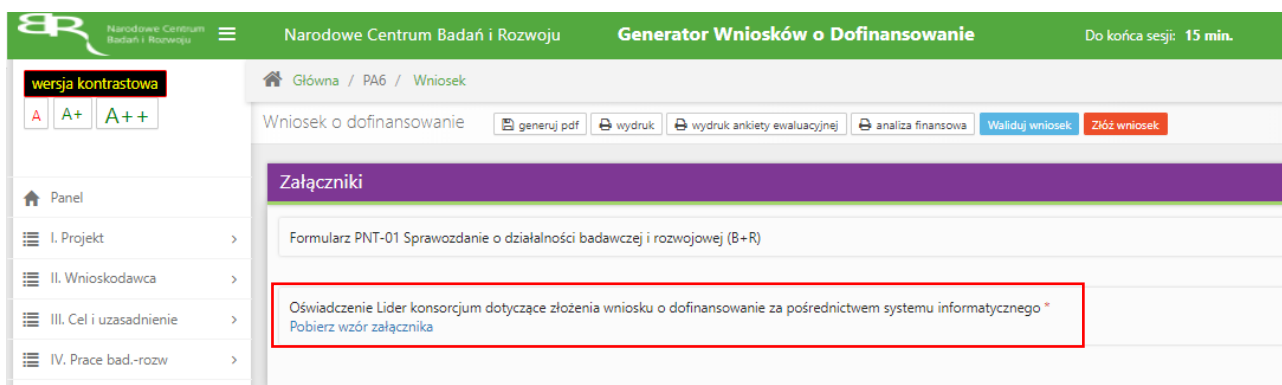 BR
Narodowe Centrum
Badań i Rozwoju
Narodowe Centrum Badań i Rozwoju
Generator Wniosków o Dofinansowanie
Do końca sesji: 15 min.
wersja kontrastowa
A A+ A++
Główna / PA6 / Wniosek
Wniosek o dofinansowanie
generuj pdf
wydruk
wydruk ankiety ewaluacyjnej
analiza finansowa
Waliduj wniosek
Złóż wniosek
Panel
I. Projekt
II. Wnioskodawca
III. Cel i uzasadnienie
IV. Prace bad.-rozw
Załączniki
Formularz PNT-01 Sprawozdanie o działalności badawczej i rozwojowej (B+R)
Oświadczenie Lider konsorcjum dotyczące złożenia wniosku o dofinansowanie za pośrednictwem systemu informatycznego *
Pobierz wzór załącznika